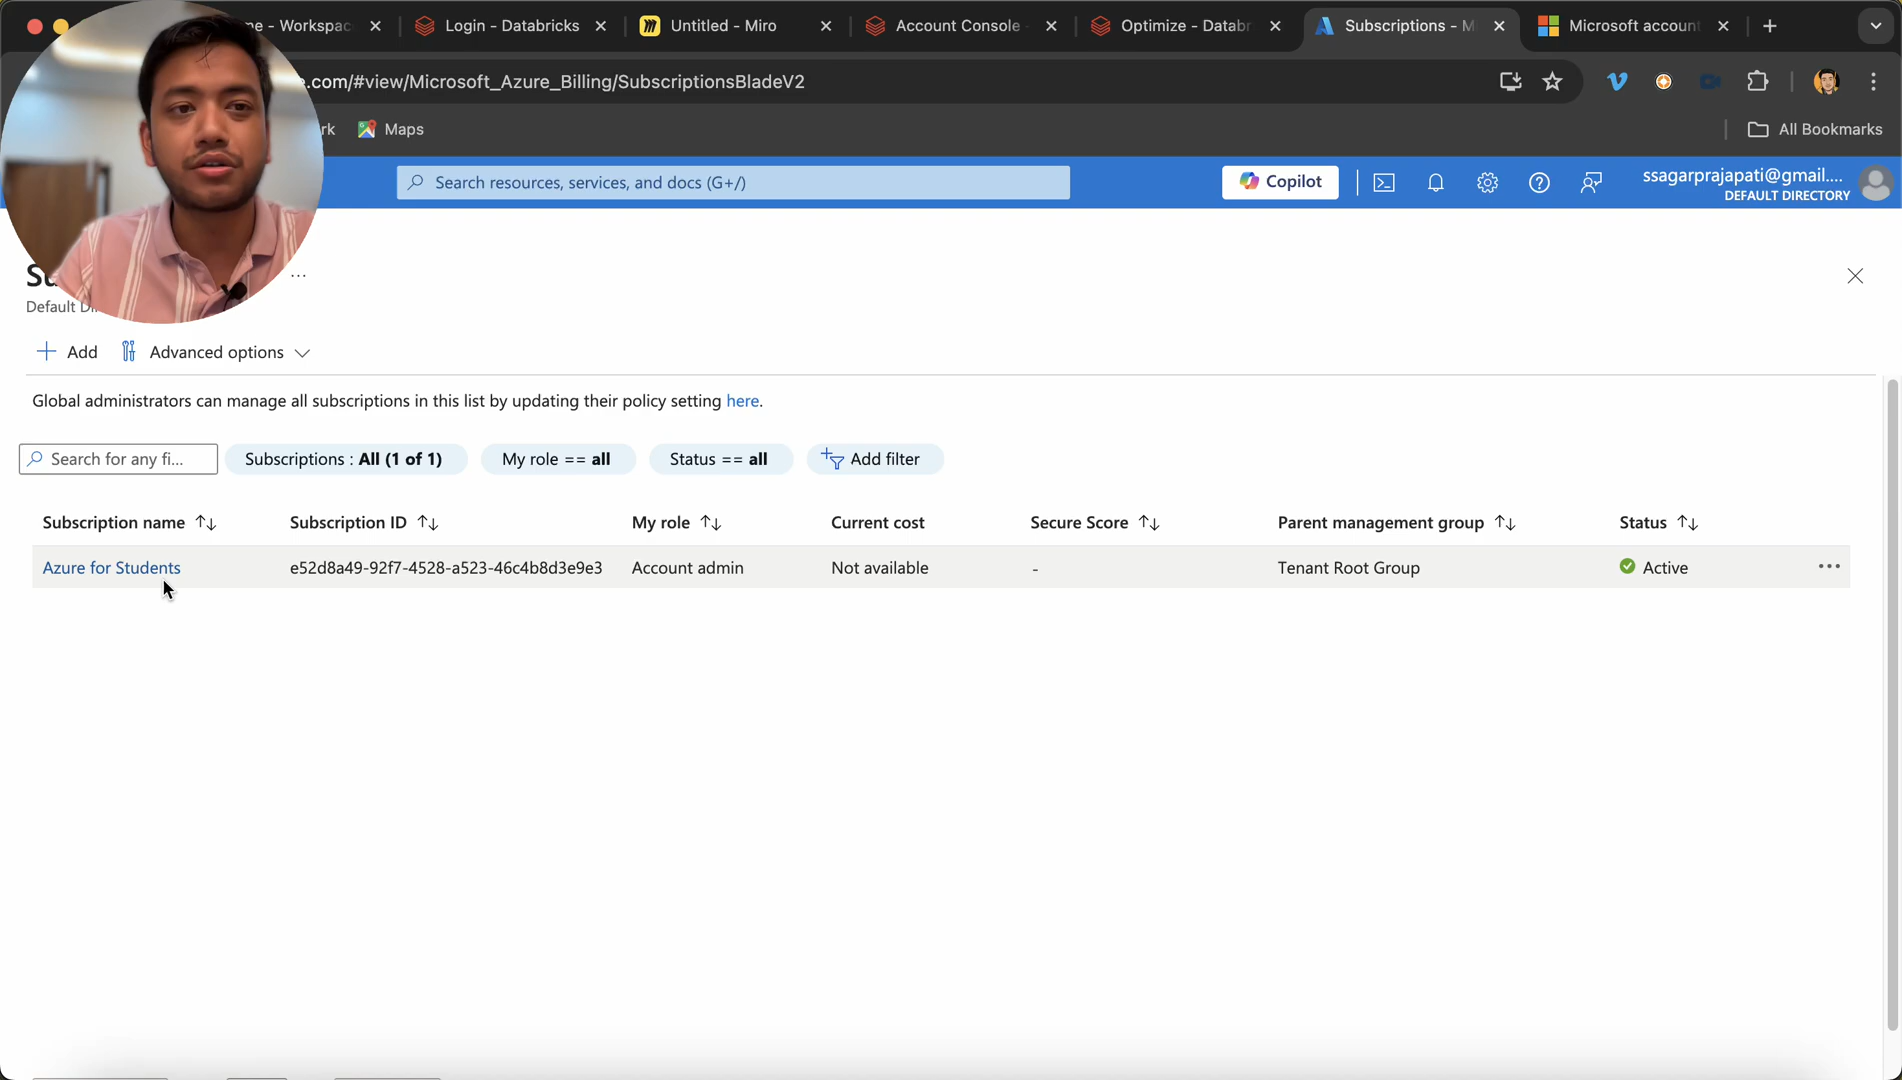 ne - Workspac
Login - Databricks
Untitled - Miro
Account Console
Optimize - Databr
Subscriptions - M
Microsoft account
e.com/#view/Microsoft_Azure_Billing/SubscriptionsBladeV2
rk
Maps
All Bookmarks
Search resources, services, and docs (G+/)
Copilot
ssagarprajapati@gmail....
DEFAULT DIRECTORY
Su
...
Default Di
Add
Advanced options
Global administrators can manage all subscriptions in this list by updating their policy setting here.
Search for any fi...
Subscriptions : All (1 of 1)
My role == all
Status == all
Add filter
Subscription name
Subscription ID
My role
Current cost
Secure Score
Parent management group
Status
Azure for Students
e52d8a49-92f7-4528-a523-46c4b8d3e9e3
Account admin
Not available
-
Tenant Root Group
Active
...